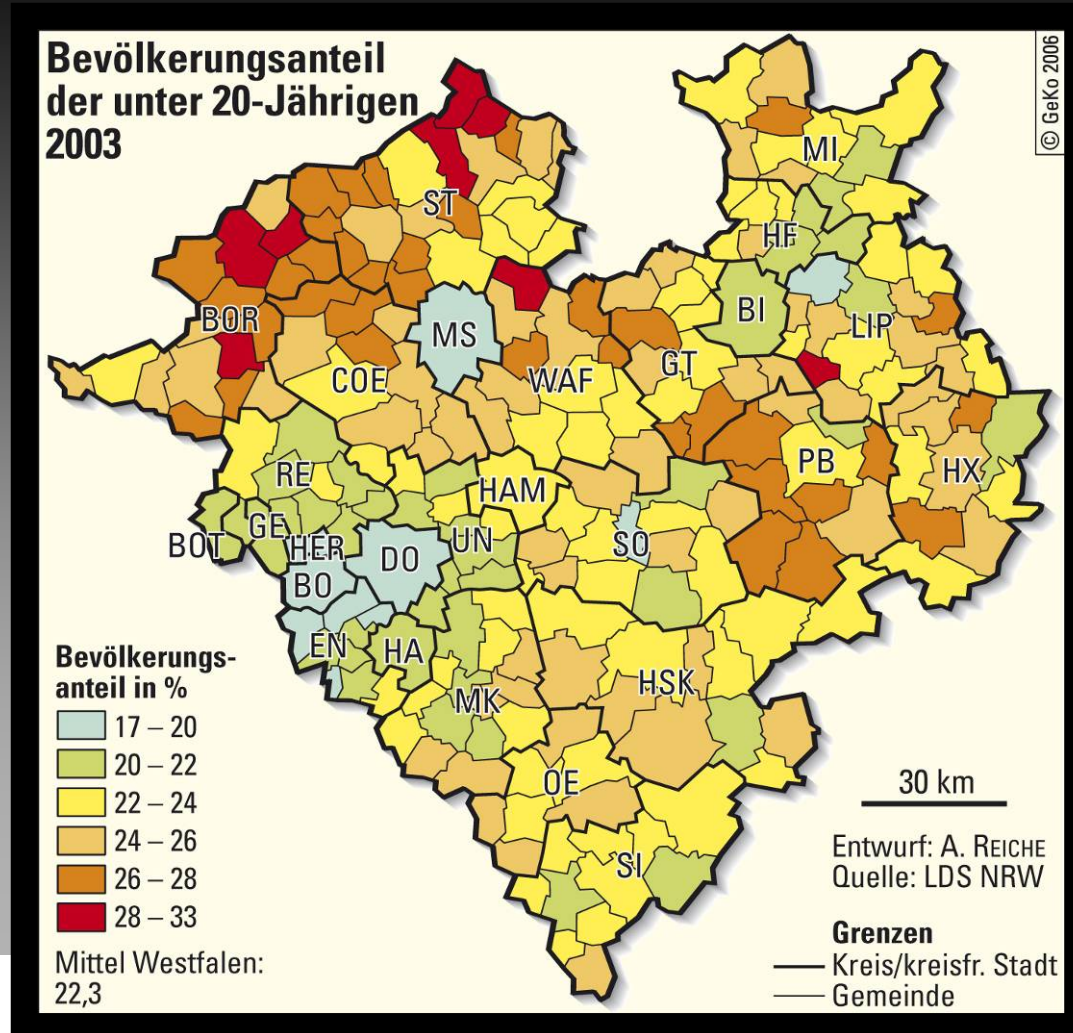 Bevölkerungsanteil
der unter 20-Jährigen
2003
© GeKo 2006
MI
ST
HF
BI
LIP
BOR
MS
COE
WAF
GT
PB
HX
RE
HAM
GE
BOT
HER
BO
DO
UN
SO
EN
HA
MK
HSK
OE
SI
Bevölkerungs-
anteil in %
17 – 20
20 – 22
22 – 24
24 – 26
26 – 28
28 – 33
Mittel Westfalen:
22,3
30 km
Entwurf: A. REICHE
Quelle: LDS NRW
Grenzen
Kreis/kreisfr. Stadt
Gemeinde